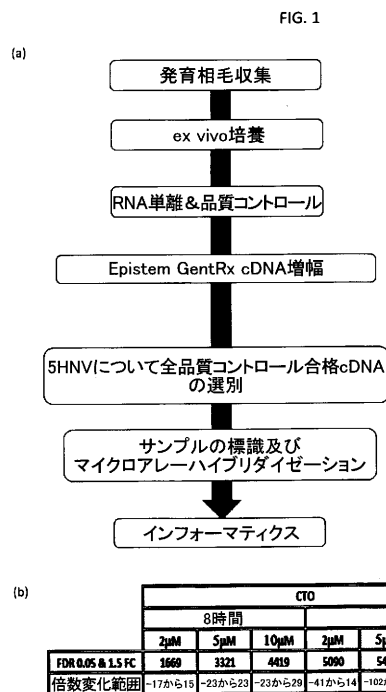 FIG. 1
(a)
発育相毛収集
ex vivo培養
RNA単離&品質コントロール
Epistem GentRx cDNA増幅
5HNVについて全品質コントロール合格cDNA
の選別
サンプルの標識及び
マイクロアレーハイブリダイゼーション
インフォーマティクス
(b)
CTO
8時間
2μM 5μM 10μM 2μM
FDR 0.05 & 1.5 FC 1669 3321 4419 5090
倍数変化範囲 -17から15 -23から23 -23から29 -41から14